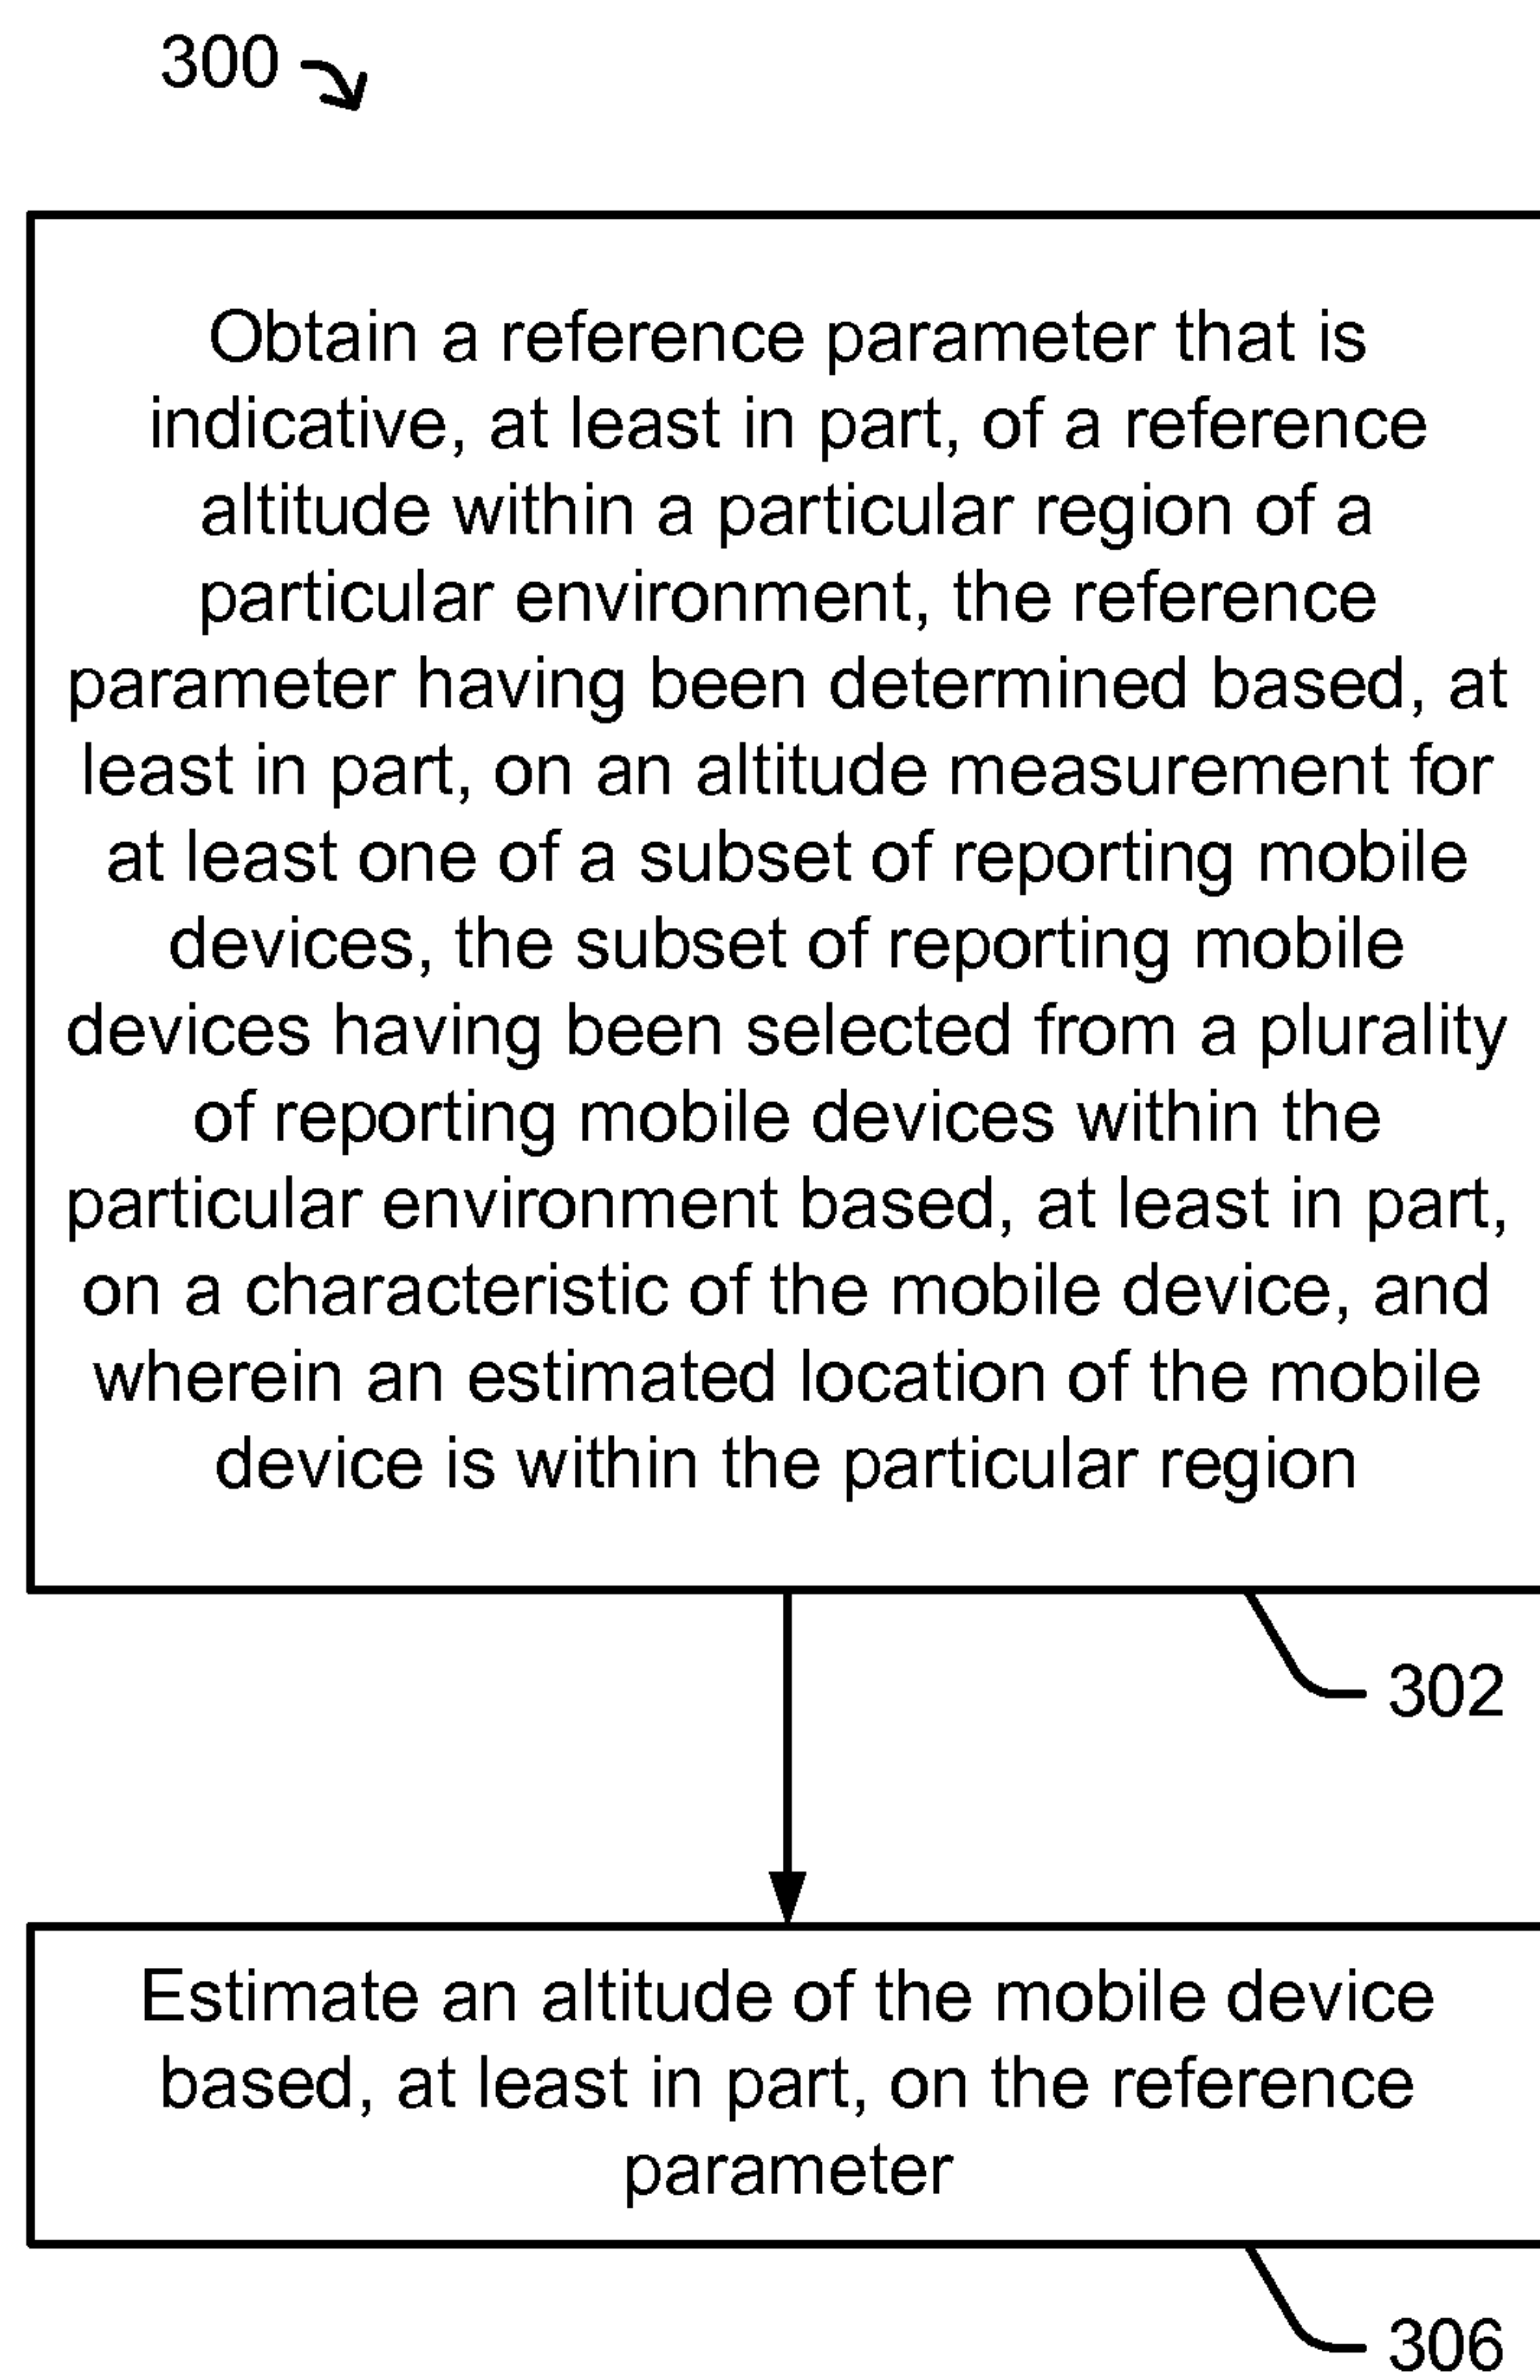 300
Obtain a reference parameter that is
indicative, at least in part, of a reference
altitude within a particular region of a
particular environment, the reference
parameter having been determined based, at
least in part, on an altitude measurement for
at least one of a subset of reporting mobile
devices, the subset of reporting mobile
devices having been selected from a plurality
of reporting mobile devices within the
particular environment based, at least in part,
on a characteristic of the mobile device, and
wherein an estimated location of the mobile
device is within the particular region
302
Estimate an altitude of the mobile device
based, at least in part, on the reference
parameter
306